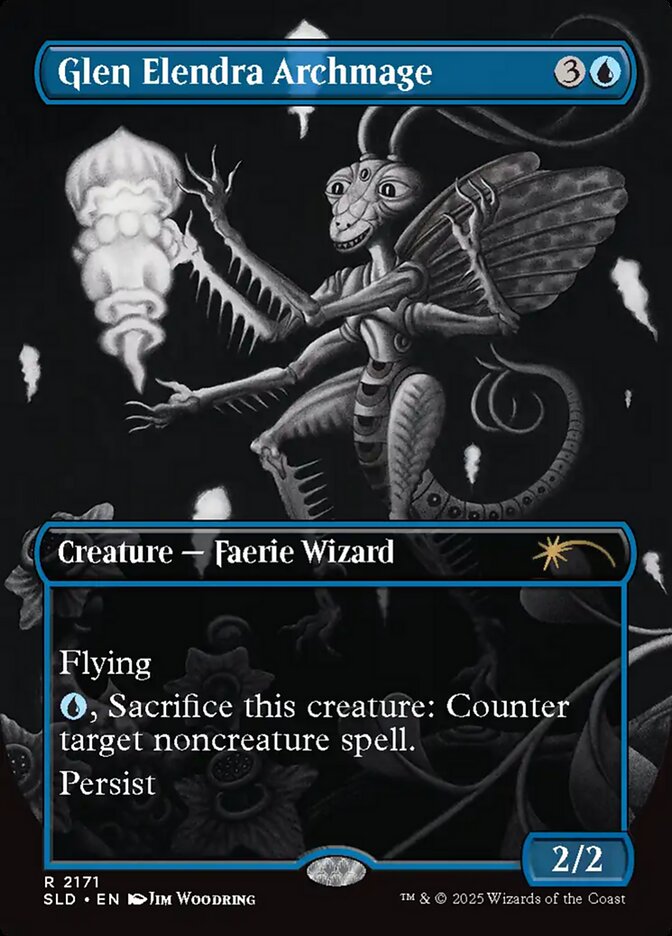 Glen Elendra Archmage 3
Creature — Faerie Wizard
Flying
, Sacrifice this creature: Counter
target noncreature spell.
Persist
2/2
R 2171
SLD • EN Jim Woodring
™ & © 2025 Wizards of the Coast